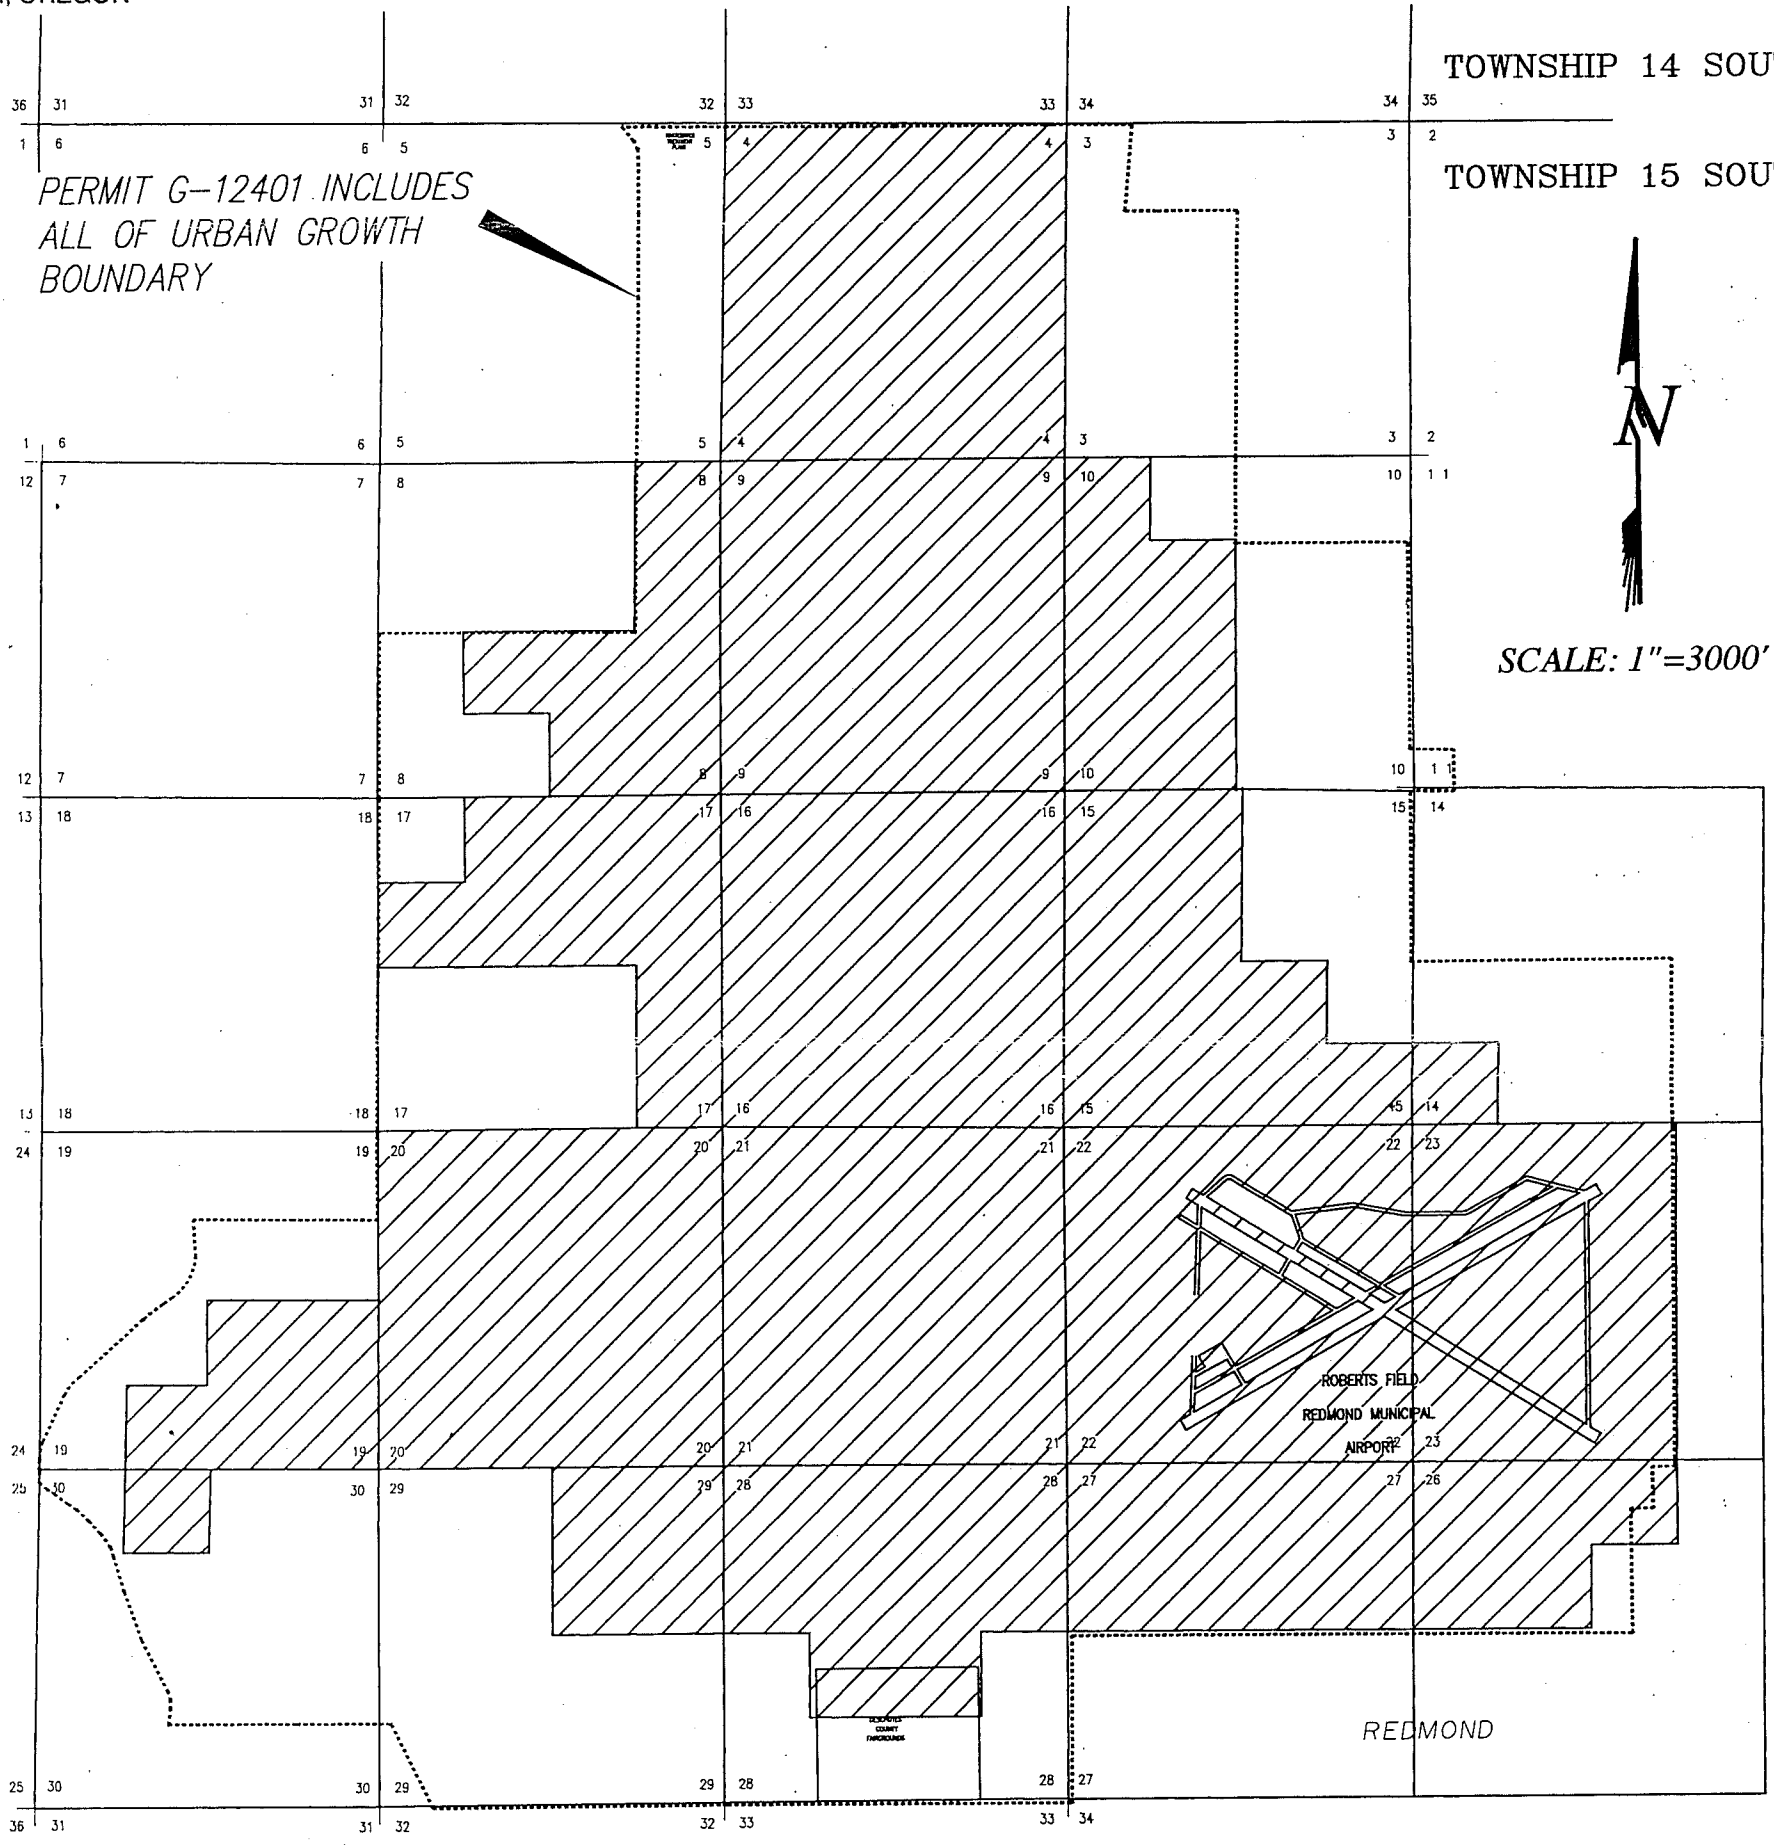 OREGON
TOWNSHIP 14 SOU
36 31 31 32 32 33 33 34 34 35
1 6 6 5 5 4 4 3 3 2
WASTEWATER
TREATMENT
PLANT
TOWNSHIP 15 SOU
PERMIT G-12401 INCLUDES
ALL OF URBAN GROWTH
BOUNDARY
N
1 6 6 5 5 4 4 3 3 2
12 7 7 8 8 9 9 10 10 11
SCALE: 1"=3000'
12 7 7 8 8 9 9 10 10 11
13 18 18 17 17 16 16 15 15 14
13 18 18 17 17 16 16 15 15 14
24 19 19 20 20 21 21 22 22 23
ROBERTS FIELD
REDMOND MUNICIPAL
AIRPORT
24 19 19 20 20 21 21 22 22 23
25 30 30 29 29 28 28 27 27 26
DESCHUTES
COUNTY
FAIRGROUNDS
REDMOND
25 30 30 29 29 28 28 27
36 31 31 32 32 33 33 34